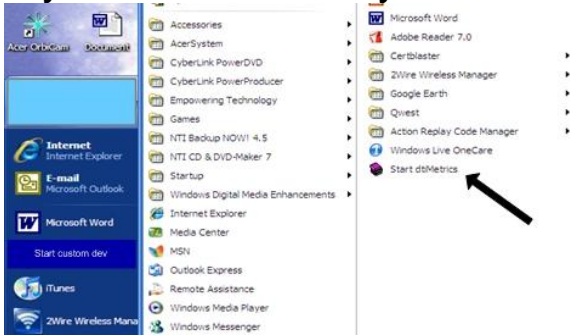 Acer OrbiCam
Document
Internet
Internet Explorer
E-mail
Microsoft Outlook
Microsoft Word
Start custom dev
iTunes
2Wire Wireless Mana
Accessories
AcerSystem
CyberLink PowerDVD
CyberLink PowerProducer
Empowering Technology
Games
NTI Backup NOW! 4.5
NTI CD & DVD-Maker 7
Startup
Windows Digital Media Enhancements
Internet Explorer
Media Center
MSN
Outlook Express
Remote Assistance
Windows Media Player
Windows Messenger
Microsoft Word
Adobe Reader 7.0
Certblaster
2Wire Wireless Manager
Google Earth
Qwest
Action Replay Code Manager
Windows Live OneCare
Start dtMetrics